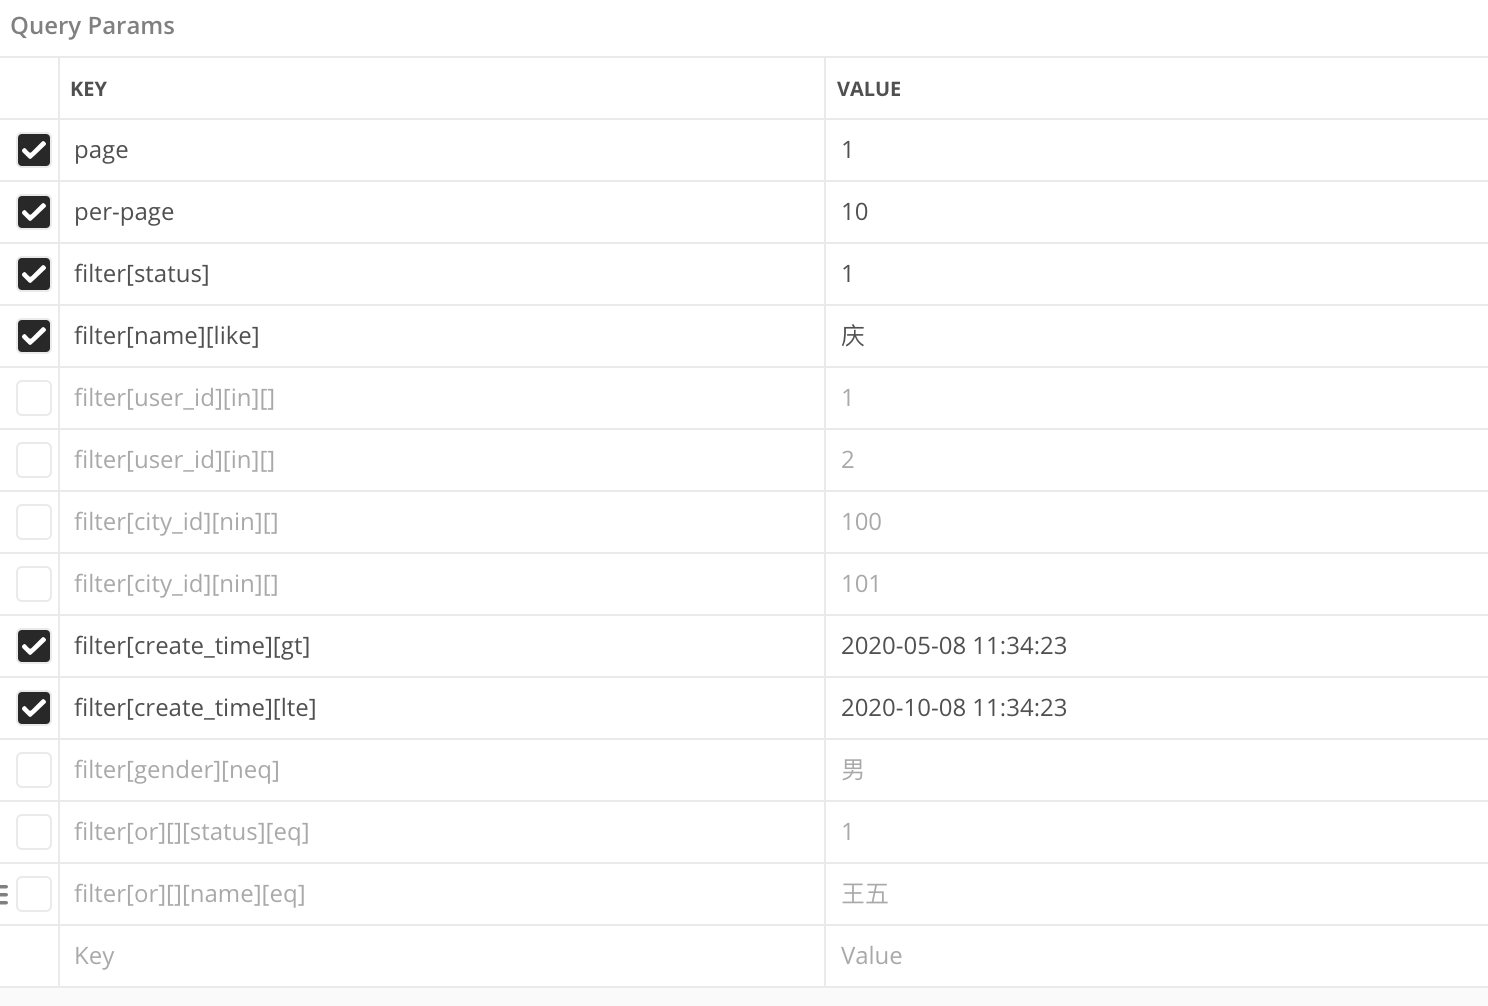 Query Params
KEY VALUE
page 1
per-page 10
filter[status] 1
filter[name][like] 庆
filter[user_id][in][] 1
filter[user_id][in][] 2
filter[city_id][nin][] 100
filter[city_id][nin][] 101
filter[create_time][gt] 2020-05-08 11:34:23
filter[create_time][lte] 2020-10-08 11:34:23
filter[gender][neq] 男
filter[or][][status][eq] 1
filter[or][][name][eq] 王五
Key Value